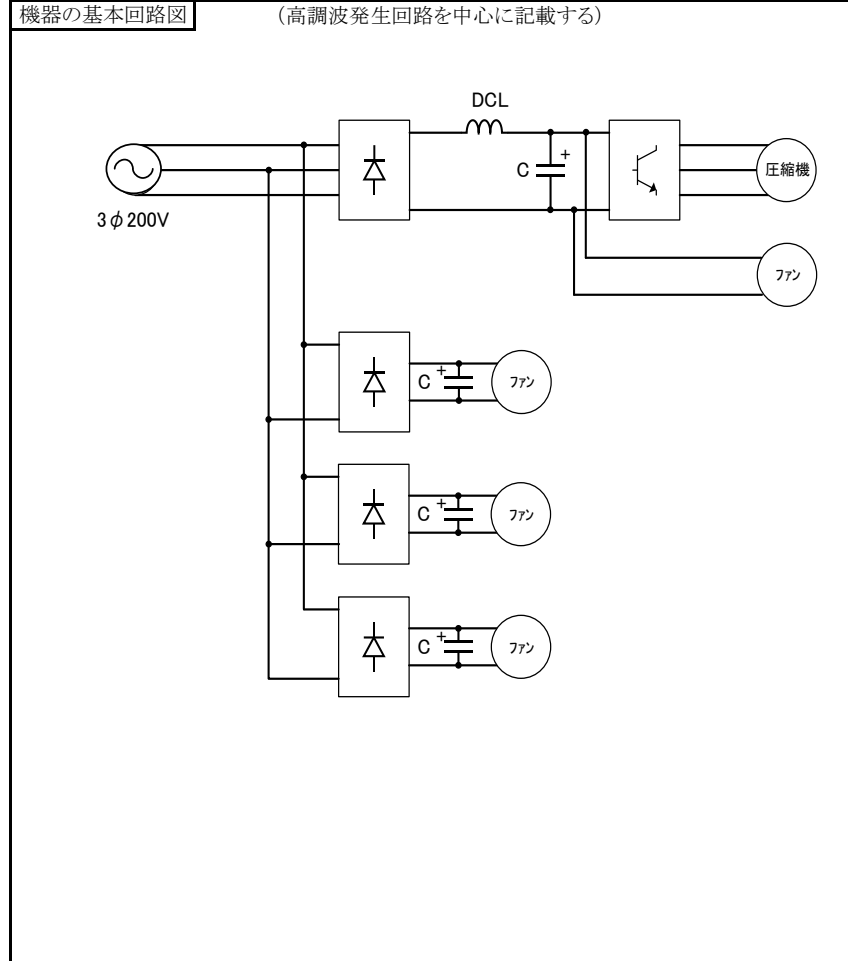 機器の基本回路図 (高調波発生回路を中心に記載する)
DCL
C +
圧縮機
3φ200V
ファン
C + ファン
C + ファン
C + ファン